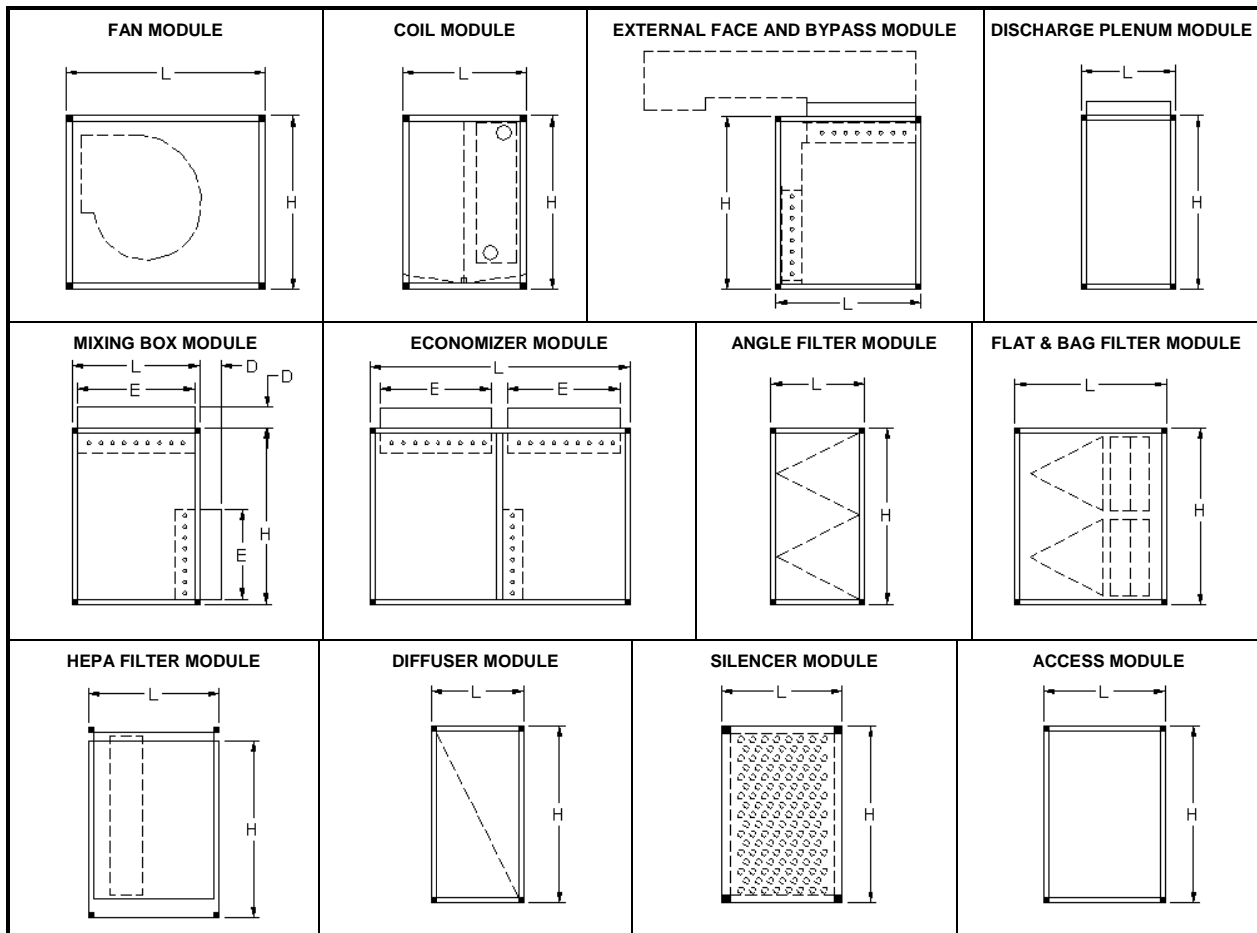 FAN MODULE
L
H
COIL MODULE
L
H
EXTERNAL FACE AND BYPASS MODULE
H
L
DISCHARGE PLENUM MODULE
L
H
MIXING BOX MODULE
L
D
E
D
H
E
ECONOMIZER MODULE
L
E
E
ANGLE FILTER MODULE
L
H
FLAT & BAG FILTER MODULE
L
H
HEPA FILTER MODULE
L
H
DIFFUSER MODULE
L
H
SILENCER MODULE
L
H
ACCESS MODULE
L
H